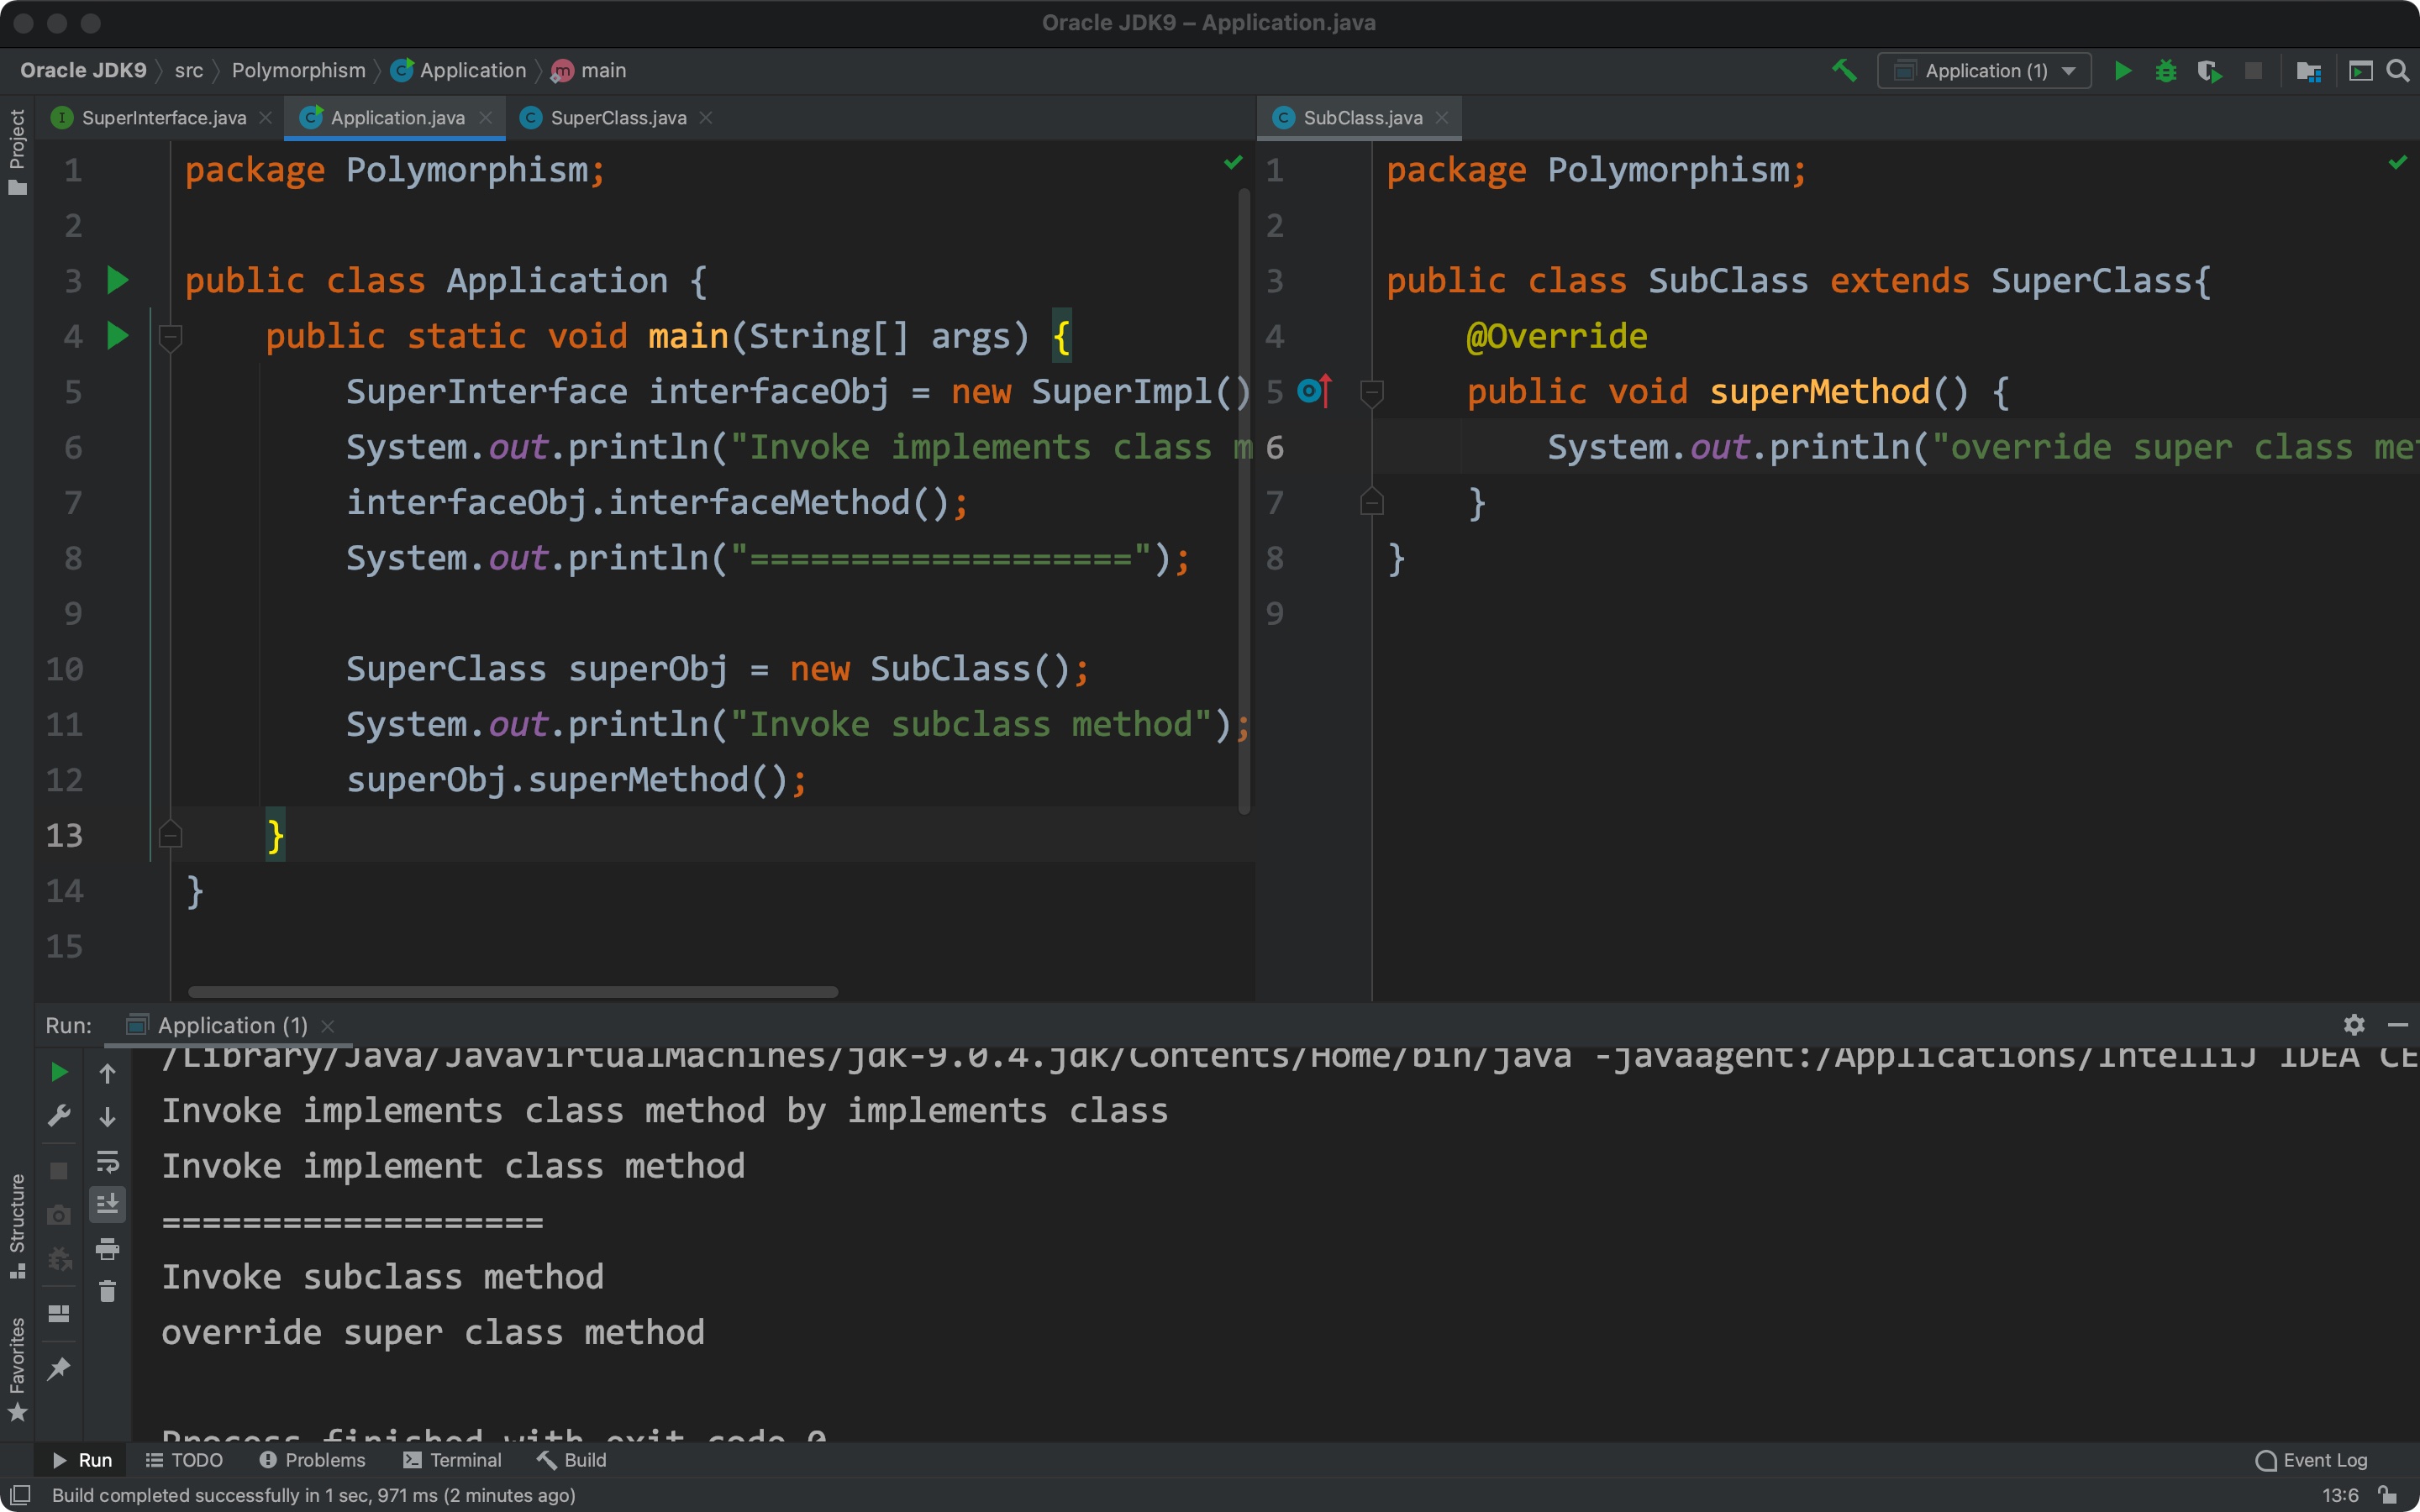 Oracle JDK9 – Application.java
Oracle JDK9 src Polymorphism Application main
Application (1)
Project
SuperInterface.java Application.java SuperClass.java
1 package Polymorphism;
2
3 public class Application {
4 public static void main(String[] args) {
5 SuperInterface interfaceObj = new SuperImpl()
6 System.out.println("Invoke implements class m
7 interfaceObj.interfaceMethod();
8 System.out.println("===================");
9
10 SuperClass superObj = new SubClass();
11 System.out.println("Invoke subclass method");
12 superObj.superMethod();
13 }
14 }
15
SubClass.java
1 package Polymorphism;
2
3 public class SubClass extends SuperClass{
4 @Override
5 public void superMethod() {
6 System.out.println("override super class me
7 }
8 }
9
Run: Application (1)
/Library/Java/JavaVirtualMachines/jdk-9.0.4.jdk/Contents/Home/bin/java -javaagent:/Applications/IntelliJ IDEA CE
Invoke implements class method by implements class
Invoke implement class method
===================
Invoke subclass method
override super class method
Process finished with exit code 0
Structure
Favorites
Run TODO Problems Terminal Build Event Log
Build completed successfully in 1 sec, 971 ms (2 minutes ago) 13:6